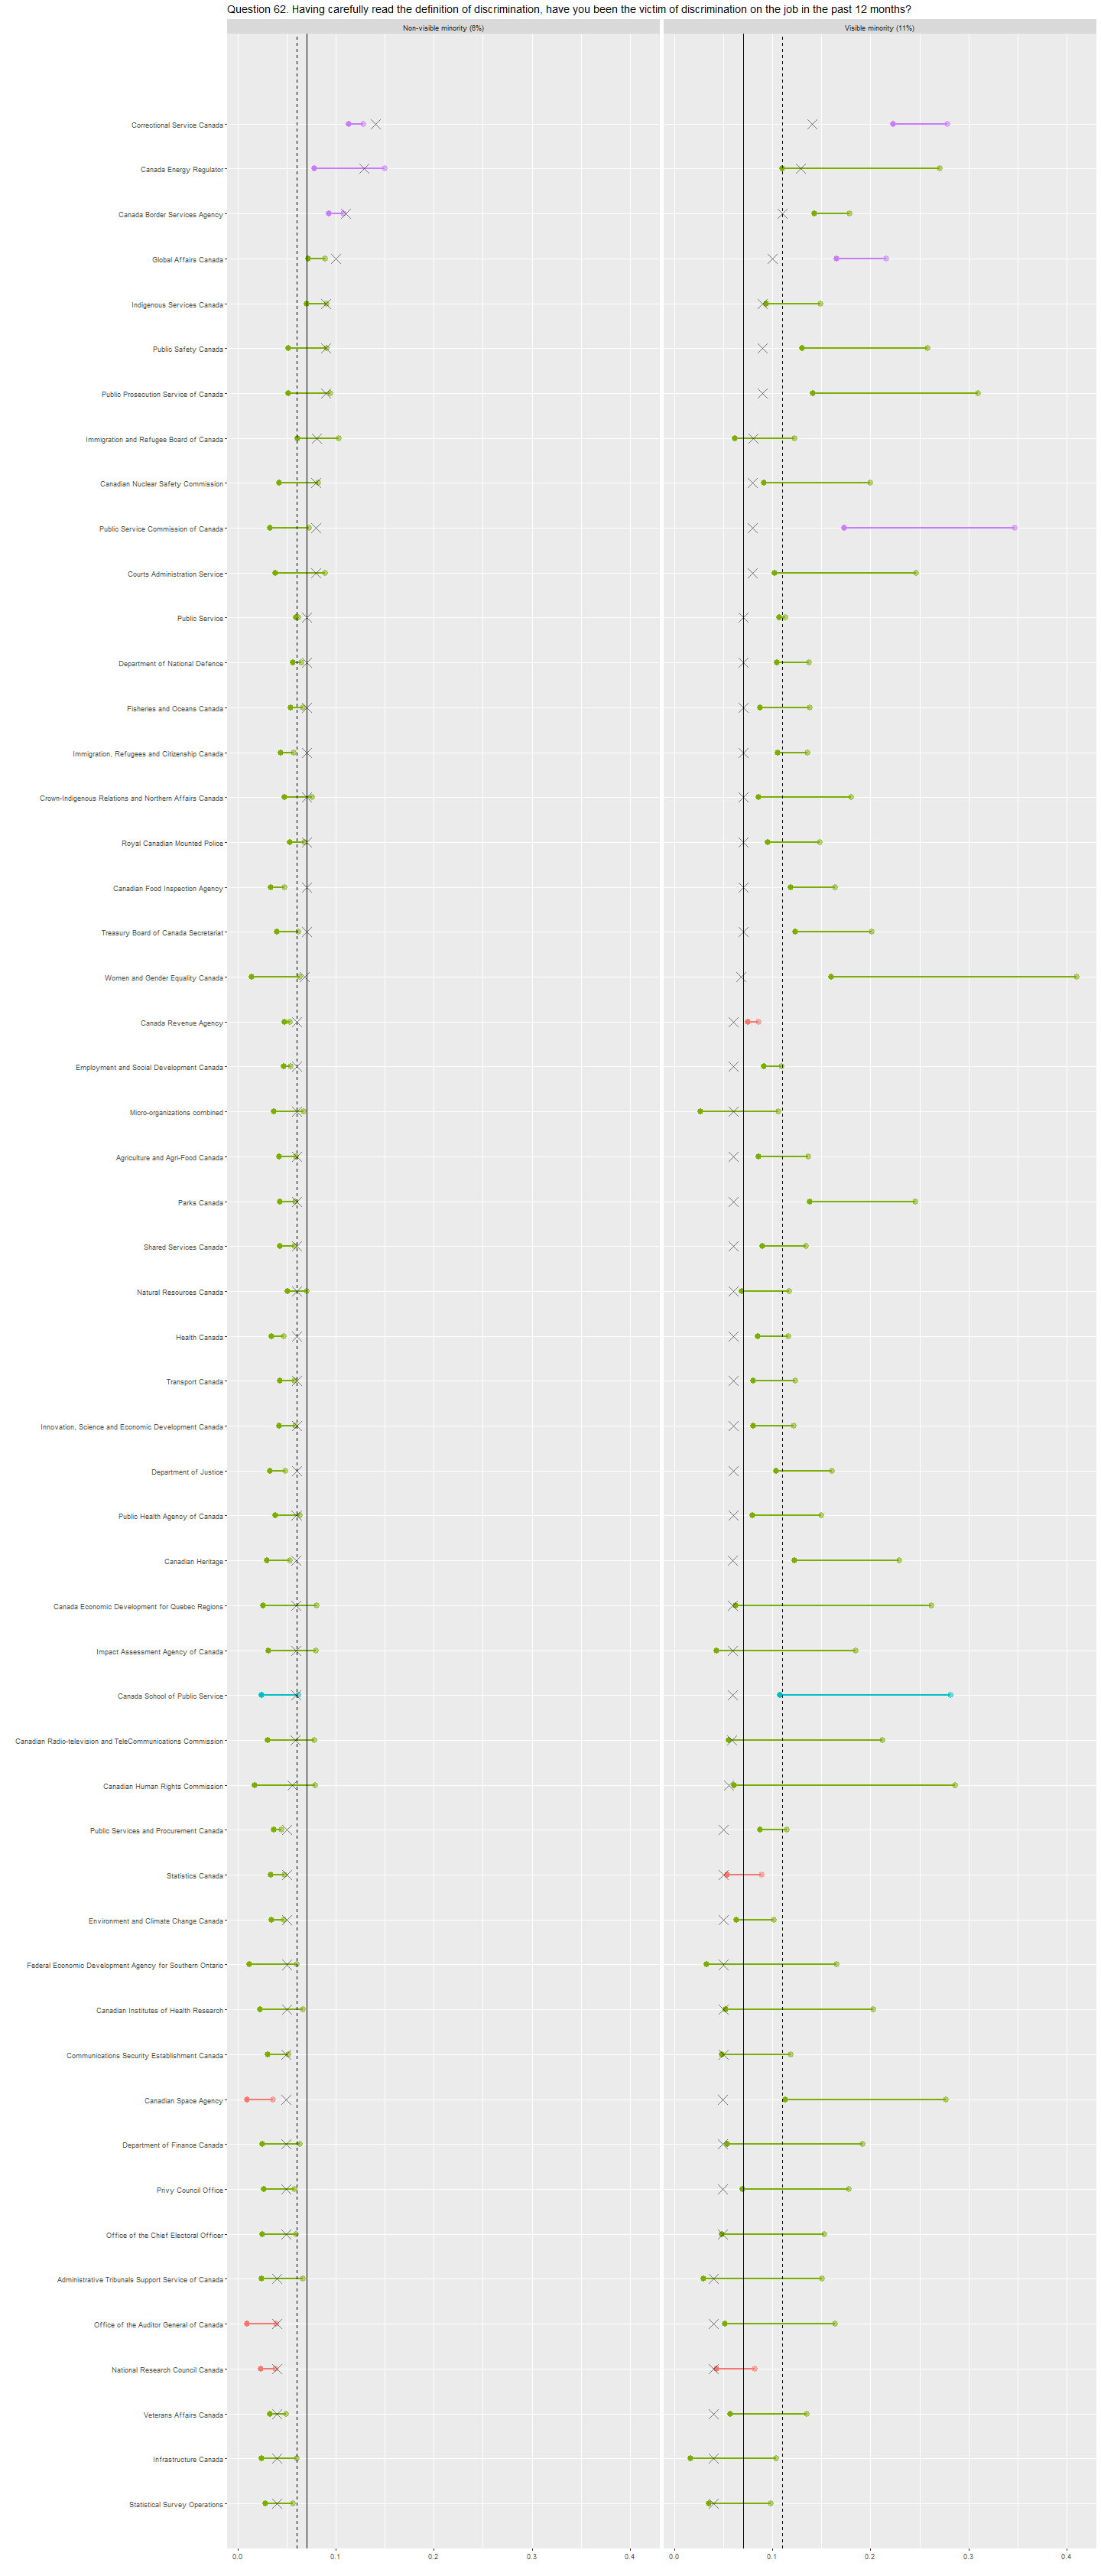 Question 62. Having carefully read the definition of discrimination, have you been the victim of discrimination on the job in the past 12 months?
Non-visible minority (6%)
Visible minority (11%)
Correctional Service Canada
Canada Energy Regulator
Canada Border Services Agency
Global Affairs Canada
Indigenous Services Canada
Public Safety Canada
Public Prosecution Service of Canada
Immigration and Refugee Board of Canada
Canadian Nuclear Safety Commission
Public Service Commission of Canada
Courts Administration Service
Public Service
Department of National Defence
Fisheries and Oceans Canada
Immigration, Refugees and Citizenship Canada
Crown-Indigenous Relations and Northern Affairs Canada
Royal Canadian Mounted Police
Canadian Food Inspection Agency
Treasury Board of Canada Secretariat
Women and Gender Equality Canada
Canada Revenue Agency
Employment and Social Development Canada
Micro-organizations combined
Agriculture and Agri-Food Canada
Parks Canada
Shared Services Canada
Natural Resources Canada
Health Canada
Transport Canada
Innovation, Science and Economic Development Canada
Department of Justice
Public Health Agency of Canada
Canadian Heritage
Canada Economic Development for Quebec Regions
Impact Assessment Agency of Canada
Canada School of Public Service
Canadian Radio-television and TeleCommunications Commission
Canadian Human Rights Commission
Public Services and Procurement Canada
Statistics Canada
Environment and Climate Change Canada
Federal Economic Development Agency for Southern Ontario
Canadian Institutes of Health Research
Communications Security Establishment Canada
Canadian Space Agency
Department of Finance Canada
Privy Council Office
Office of the Chief Electoral Officer
Administrative Tribunals Support Service of Canada
Office of the Auditor General of Canada
National Research Council Canada
Veterans Affairs Canada
Infrastructure Canada
Statistical Survey Operations
0.0 0.1 0.2 0.3 0.4
0.0 0.1 0.2 0.3 0.4